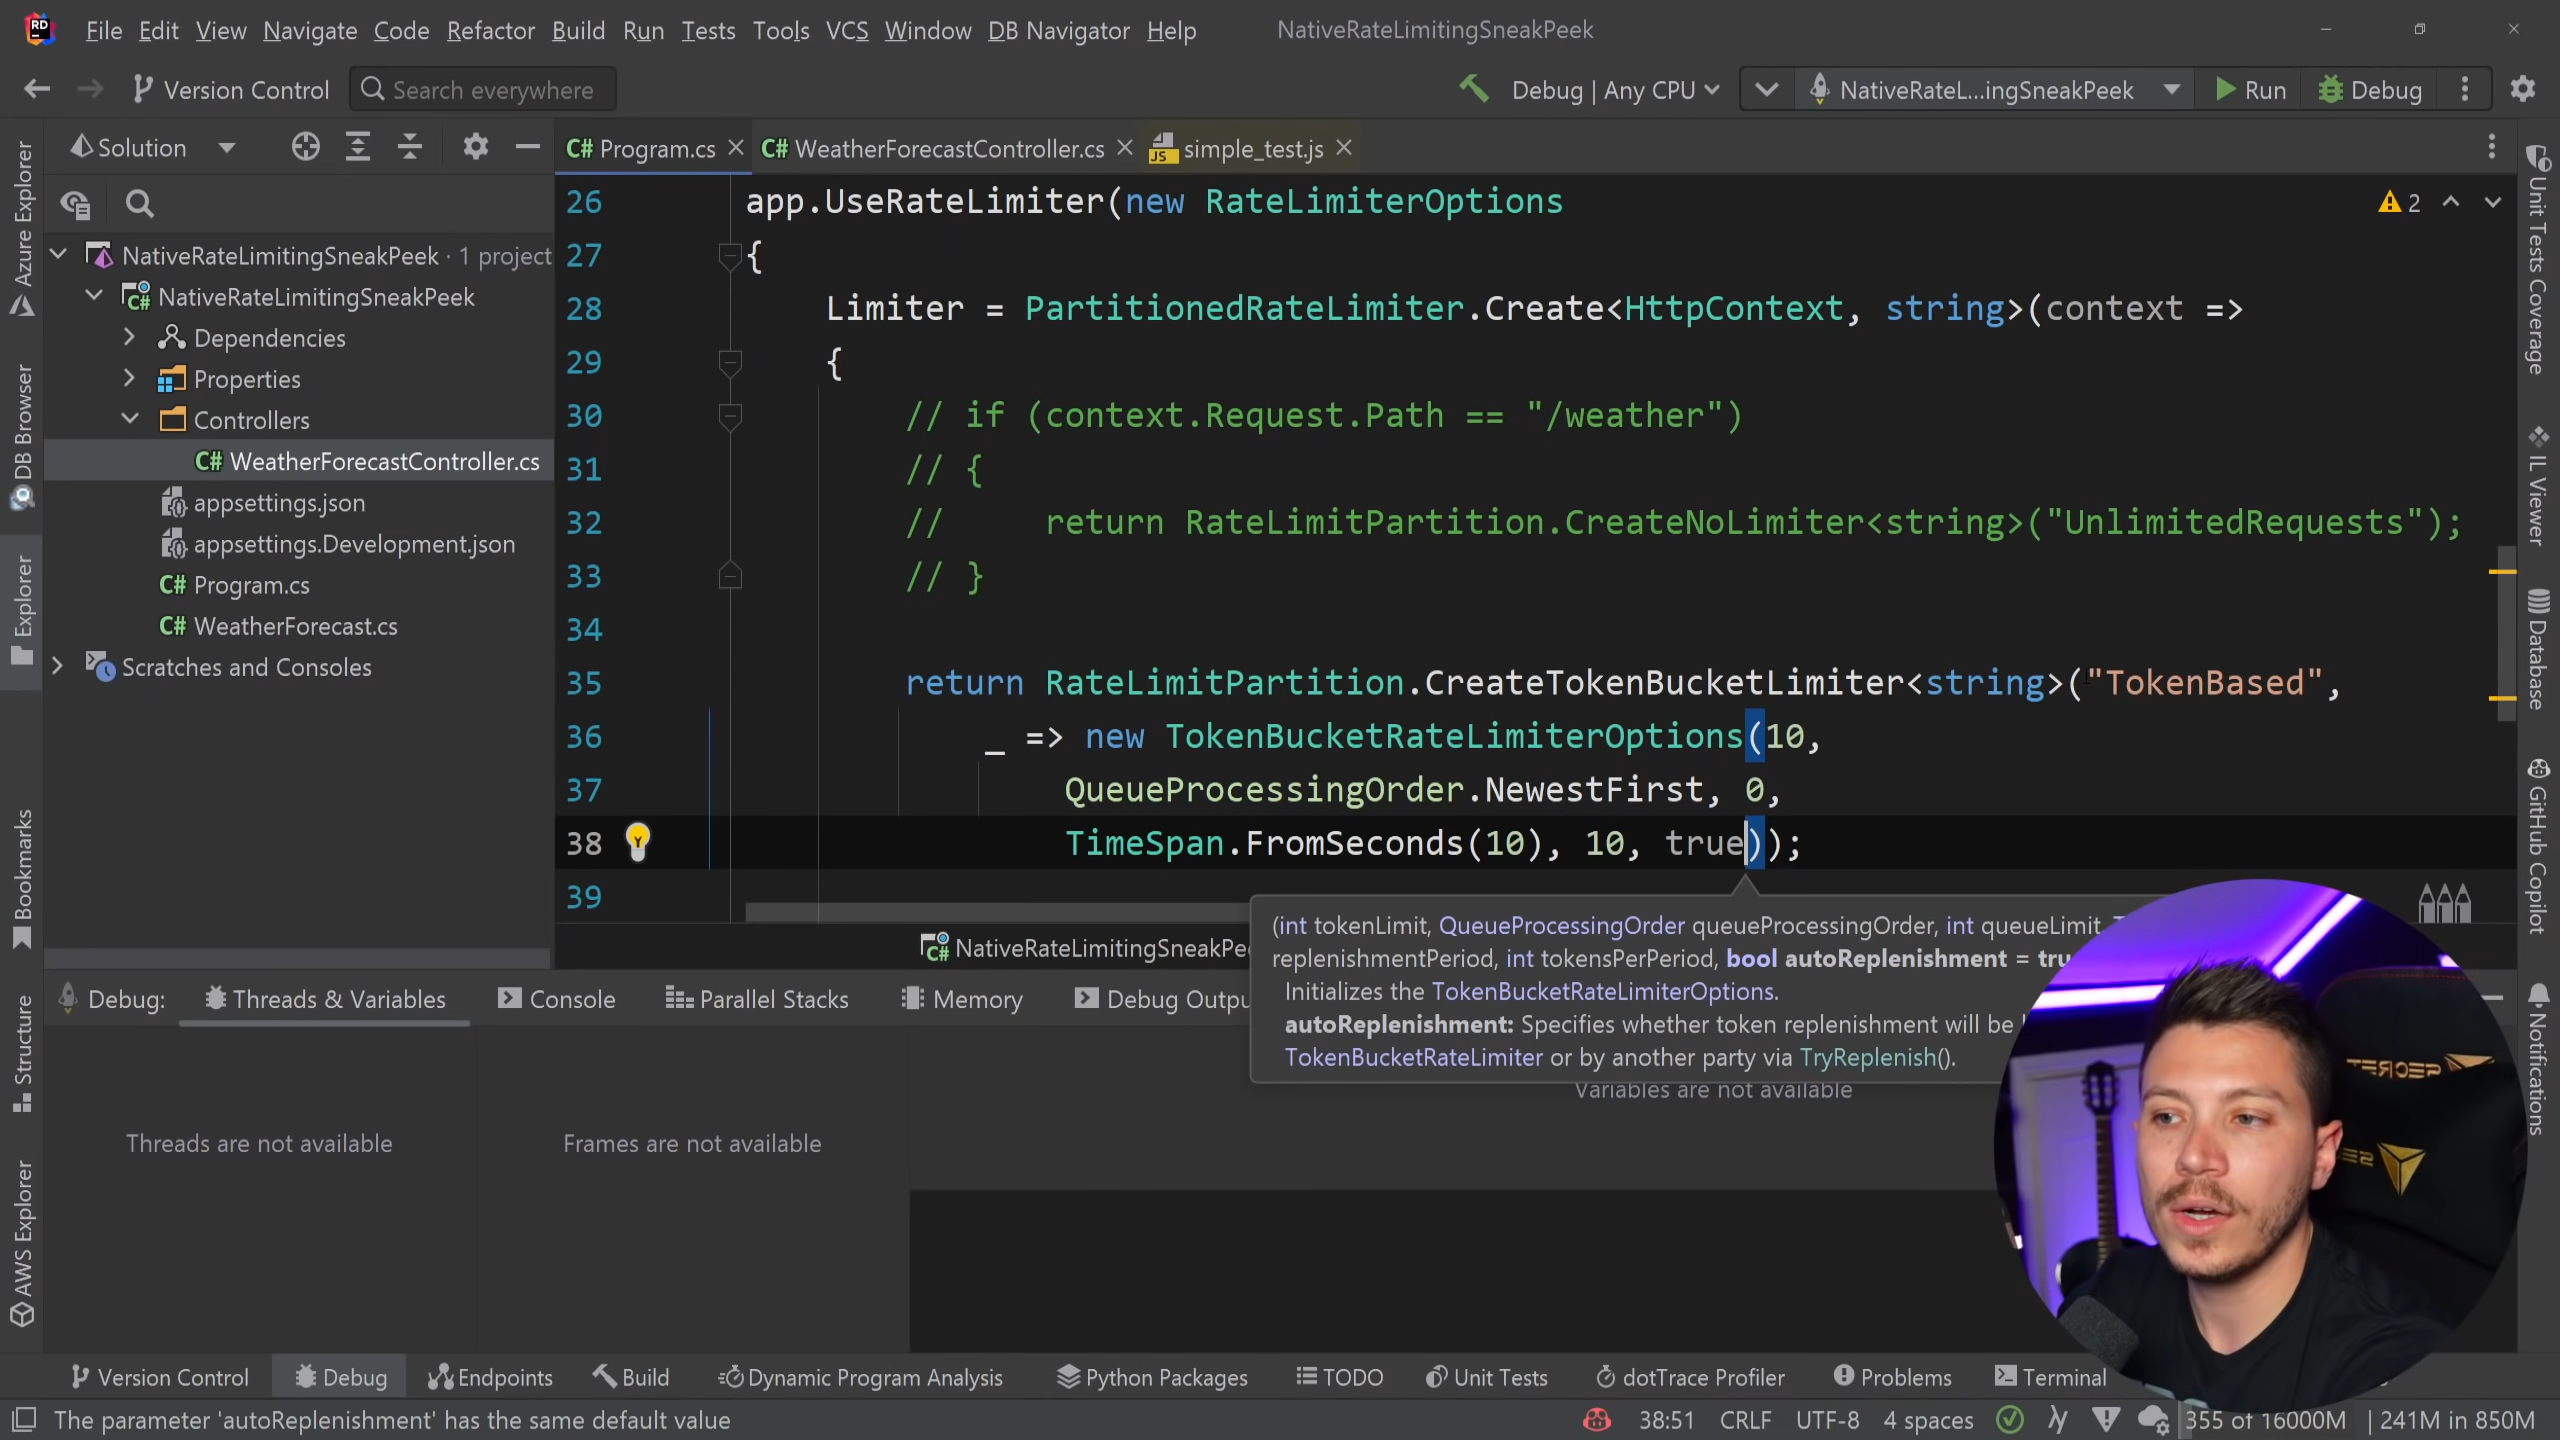 RD File Edit View Navigate Code Refactor Build Run Tests Tools VCS Window DB Navigator Help NativeRateLimitingSneakPeek
Version Control Search everywhere Debug | Any CPU NativeRateL...ingSneakPeek Run Debug
Solution
C# Program.cs C# WeatherForecastController.cs JS simple_test.js
Azure Explorer
DB Browser
Explorer
Bookmarks
Structure
AWS Explorer
NativeRateLimitingSneakPeek · 1 project
NativeRateLimitingSneakPeek
Dependencies
Properties
Controllers
C# WeatherForecastController.cs
appsettings.json
appsettings.Development.json
C# Program.cs
C# WeatherForecast.cs
Scratches and Consoles
26 app.UseRateLimiter(new RateLimiterOptions
2
27 {
28 Limiter = PartitionedRateLimiter.Create<HttpContext, string>(context =>
29 {
30 // if (context.Request.Path == "/weather")
31 // {
32 // return RateLimitPartition.CreateNoLimiter<string>("UnlimitedRequests");
33 // }
34
35 return RateLimitPartition.CreateTokenBucketLimiter<string>("TokenBased",
36 _ => new TokenBucketRateLimiterOptions(10,
37 QueueProcessingOrder.NewestFirst, 0,
38 TimeSpan.FromSeconds(10), 10, true));
39
(int tokenLimit, QueueProcessingOrder queueProcessingOrder, int queueLimit,
replenishmentPeriod, int tokensPerPeriod, bool autoReplenishment =
Initializes the TokenBucketRateLimiterOptions.
autoReplenishment: Specifies whether token replenishment will be
TokenBucketRateLimiter or by another party via TryReplenish().
NativeRateLimitingSneakPe
Debug: Threads & Variables Console Parallel Stacks Memory Debug Outpu
Threads are not available
Frames are not available
Variables are not available
Unit Tests Coverage
IL Viewer
Database
GitHub Copilot
Notifications
SECRET
Version Control Debug Endpoints Build Dynamic Program Analysis Python Packages TODO Unit Tests dotTrace Profiler Problems Terminal
The parameter 'autoReplenishment' has the same default value 38:51 CRLF UTF-8 4 spaces 355 of 16000M 241M in 850M